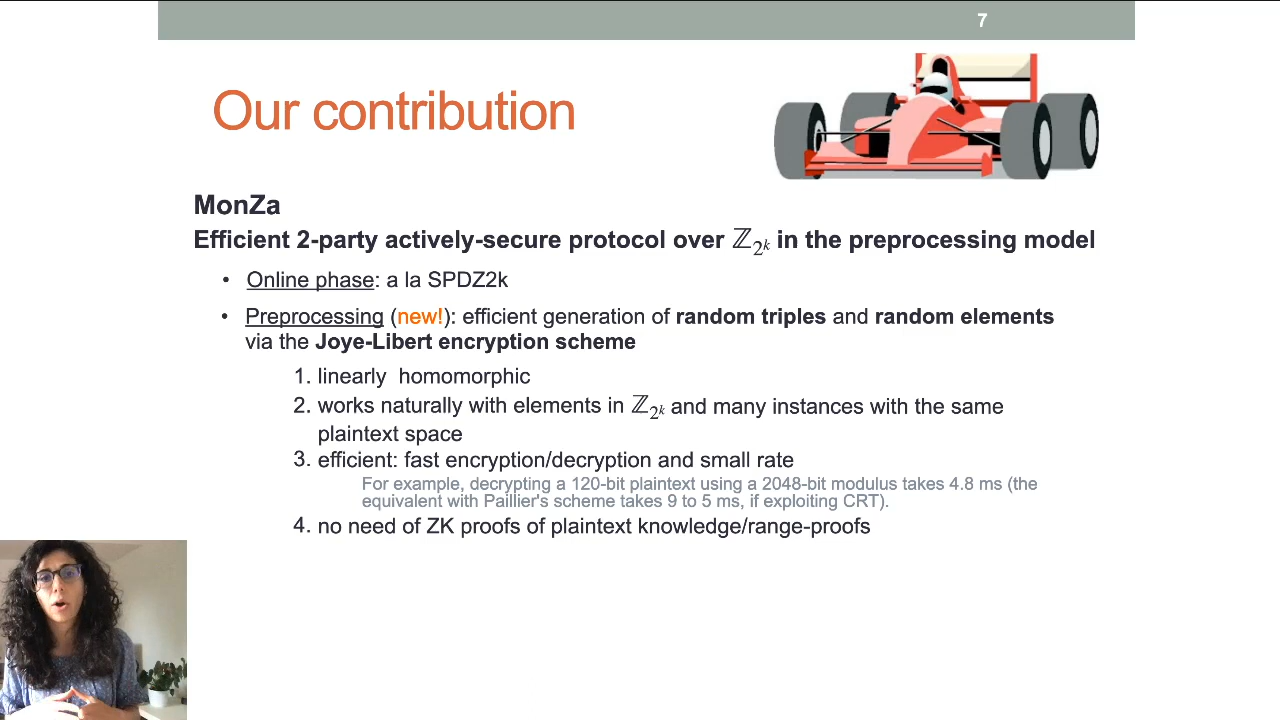 7
Our contribution
MonZa
Efficient 2-party actively-secure protocol over ℤ₂ᵏ in the preprocessing model
• Online phase: a la SPDZ2k
• Preprocessing (new!): efficient generation of random triples and random elements
via the Joye-Libert encryption scheme
1. linearly homomorphic
2. works naturally with elements in ℤ₂ᵏ and many instances with the same
plaintext space
3. efficient: fast encryption/decryption and small rate
For example, decrypting a 120-bit plaintext using a 2048-bit modulus takes 4.8 ms (the
equivalent with Paillier's scheme takes 9 to 5 ms, if exploiting CRT).
4. no need of ZK proofs of plaintext knowledge/range-proofs